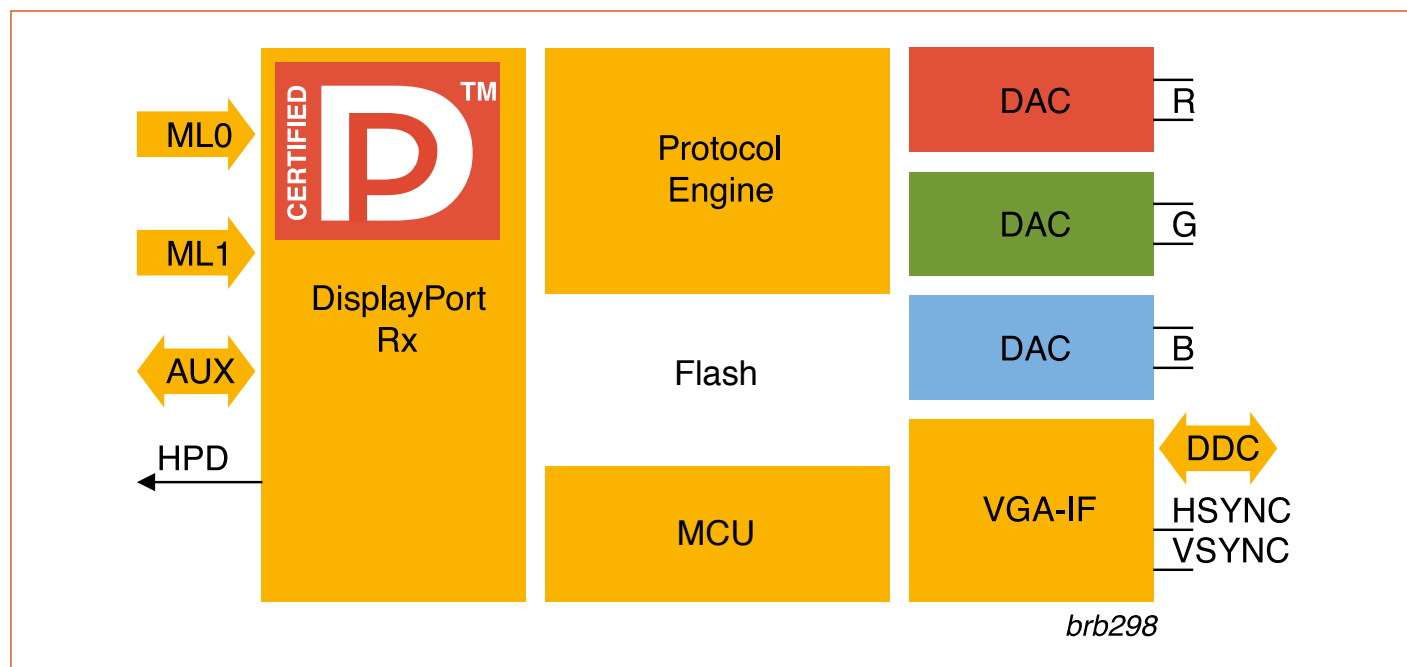 ML0
ML1
AUX
HPD
CERTIFIED
DP
TM
DisplayPort
Rx
Protocol
Engine
Flash
MCU
DAC
R
DAC
G
DAC
B
VGA-IF
DDC
HSYNC
VSYNC
brb298